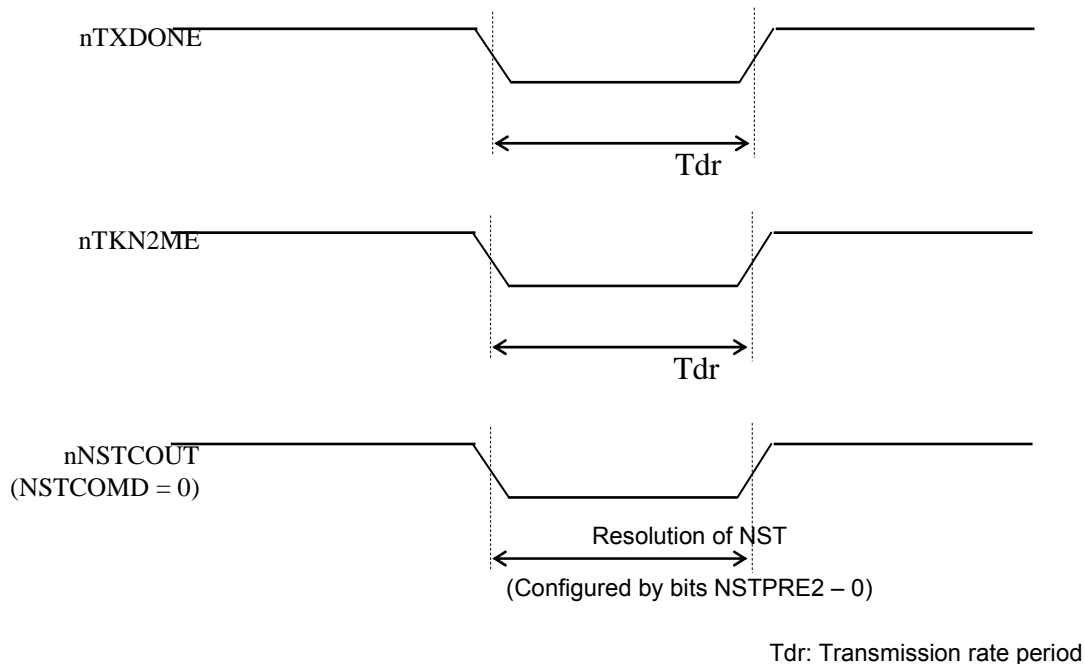 nTXDONE
Tdr
nTKN2ME
Tdr
nNSTCOUT
(NSTCOMD = 0)
Resolution of NST
(Configured by bits NSTPRE2 – 0)
Tdr: Transmission rate period